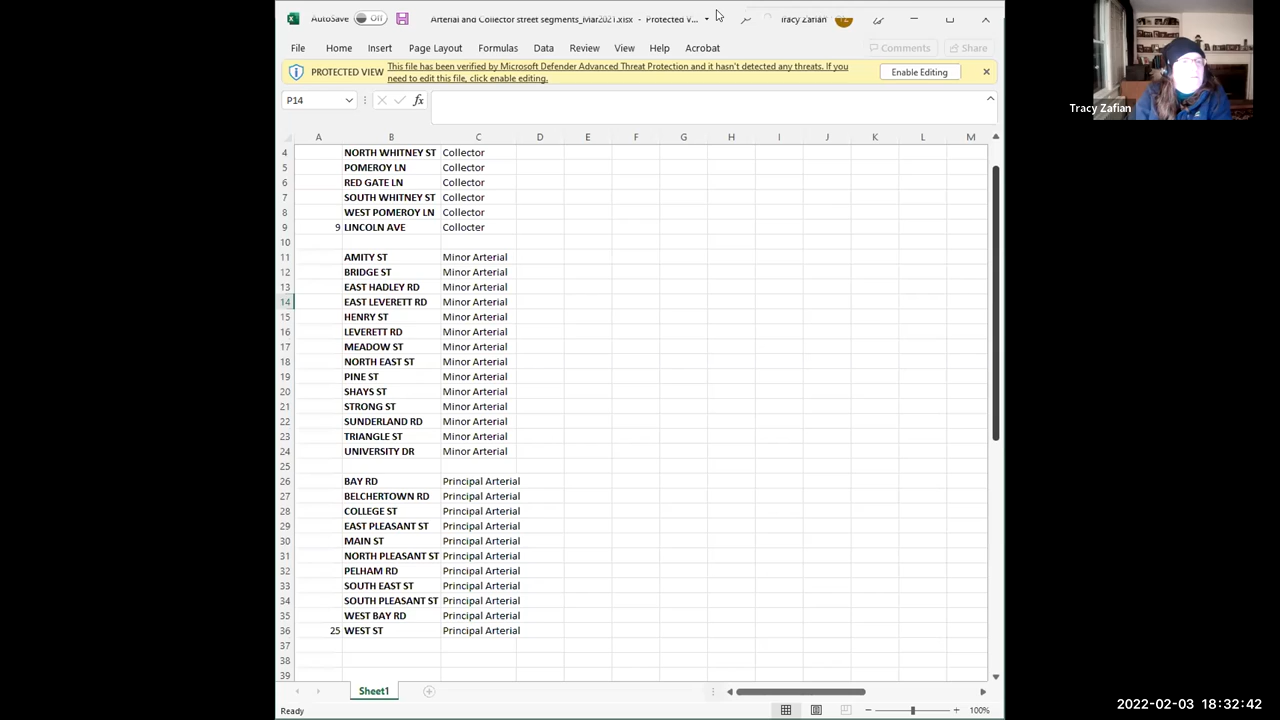 AutoSave Off Arterial and Collector street segments_Mar2021.xlsx - Protected V... Tracy Zafian
File Home Insert Page Layout Formulas Data Review View Help Acrobat Comments Share
PROTECTED VIEW This file has been verified by Microsoft Defender Advanced Threat Protection and it hasn't detected any threats. If you
need to edit this file, click enable editing. Enable Editing
P14 fx
A B C D E F G H I J K L M
4 NORTH WHITNEY ST Collector
5 POMEROY LN Collector
6 RED GATE LN Collector
7 SOUTH WHITNEY ST Collector
8 WEST POMEROY LN Collector
9 9 LINCOLN AVE Collocter
10
11 AMITY ST Minor Arterial
12 BRIDGE ST Minor Arterial
13 EAST HADLEY RD Minor Arterial
14 EAST LEVERETT RD Minor Arterial
15 HENRY ST Minor Arterial
16 LEVERETT RD Minor Arterial
17 MEADOW ST Minor Arterial
18 NORTH EAST ST Minor Arterial
19 PINE ST Minor Arterial
20 SHAYS ST Minor Arterial
21 STRONG ST Minor Arterial
22 SUNDERLAND RD Minor Arterial
23 TRIANGLE ST Minor Arterial
24 UNIVERSITY DR Minor Arterial
25
26 BAY RD Principal Arterial
27 BELCHERTOWN RD Principal Arterial
28 COLLEGE ST Principal Arterial
29 EAST PLEASANT ST Principal Arterial
30 MAIN ST Principal Arterial
31 NORTH PLEASANT ST Principal Arterial
32 PELHAM RD Principal Arterial
33 SOUTH EAST ST Principal Arterial
34 SOUTH PLEASANT ST Principal Arterial
35 WEST BAY RD Principal Arterial
36 25 WEST ST Principal Arterial
37
38
39
Sheet1
Ready 100%
Tracy Zafian
2022-02-03 18:32:42